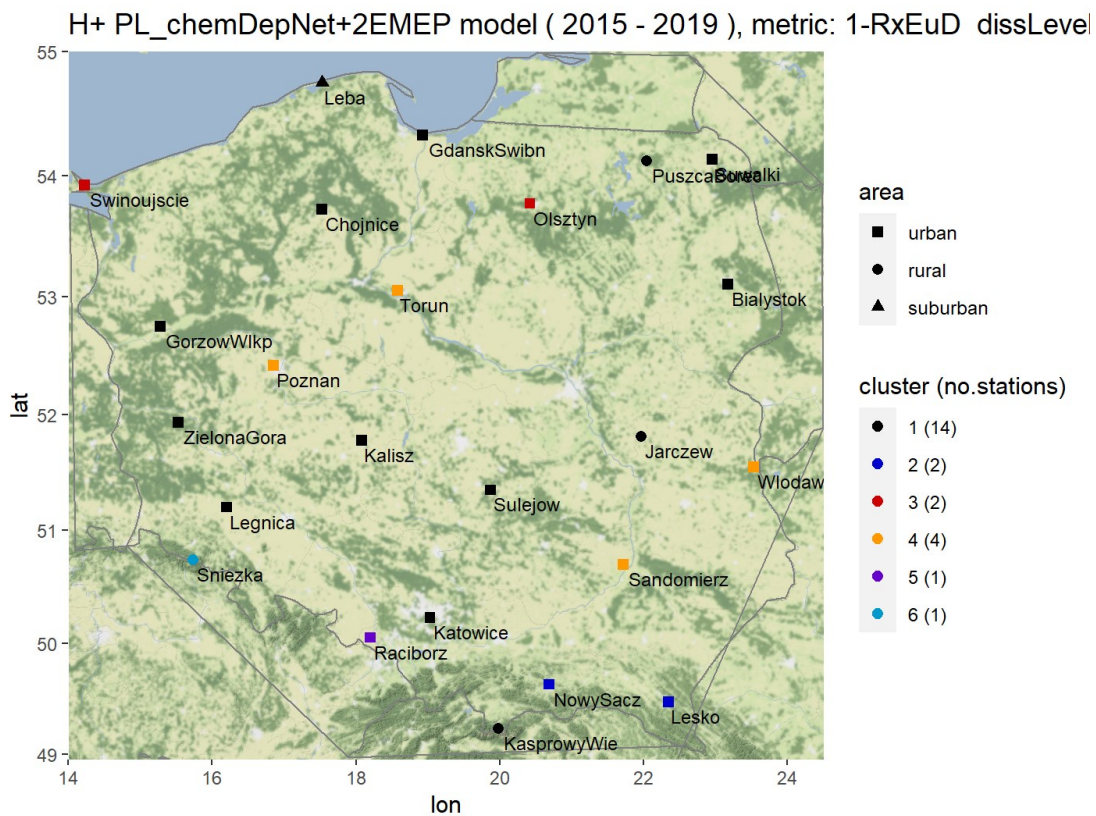 H+ PL_chemDepNet+2EMEP model ( 2015 - 2019 ), metric: 1-RxEuD dissLevel
55
Leba
GdanskSwibn
54
PuszcaBorec
Suwalki
Swinoujscie
Chojnice
Olsztyn
53
Torun
Bialystok
GorzowWlkp
Poznan
52
ZielonaGora
Kalisz
Jarczew
Wlodaw
Sulejow
51
Legnica
Sniezka
Sandomierz
50
Katowice
Raciborz
NowySacz
Lesko
KasprowyWie
49
14 16 18 20 22 24
lon
lat
area
urban
rural
suburban
cluster (no.stations)
1 (14)
2 (2)
3 (2)
4 (4)
5 (1)
6 (1)